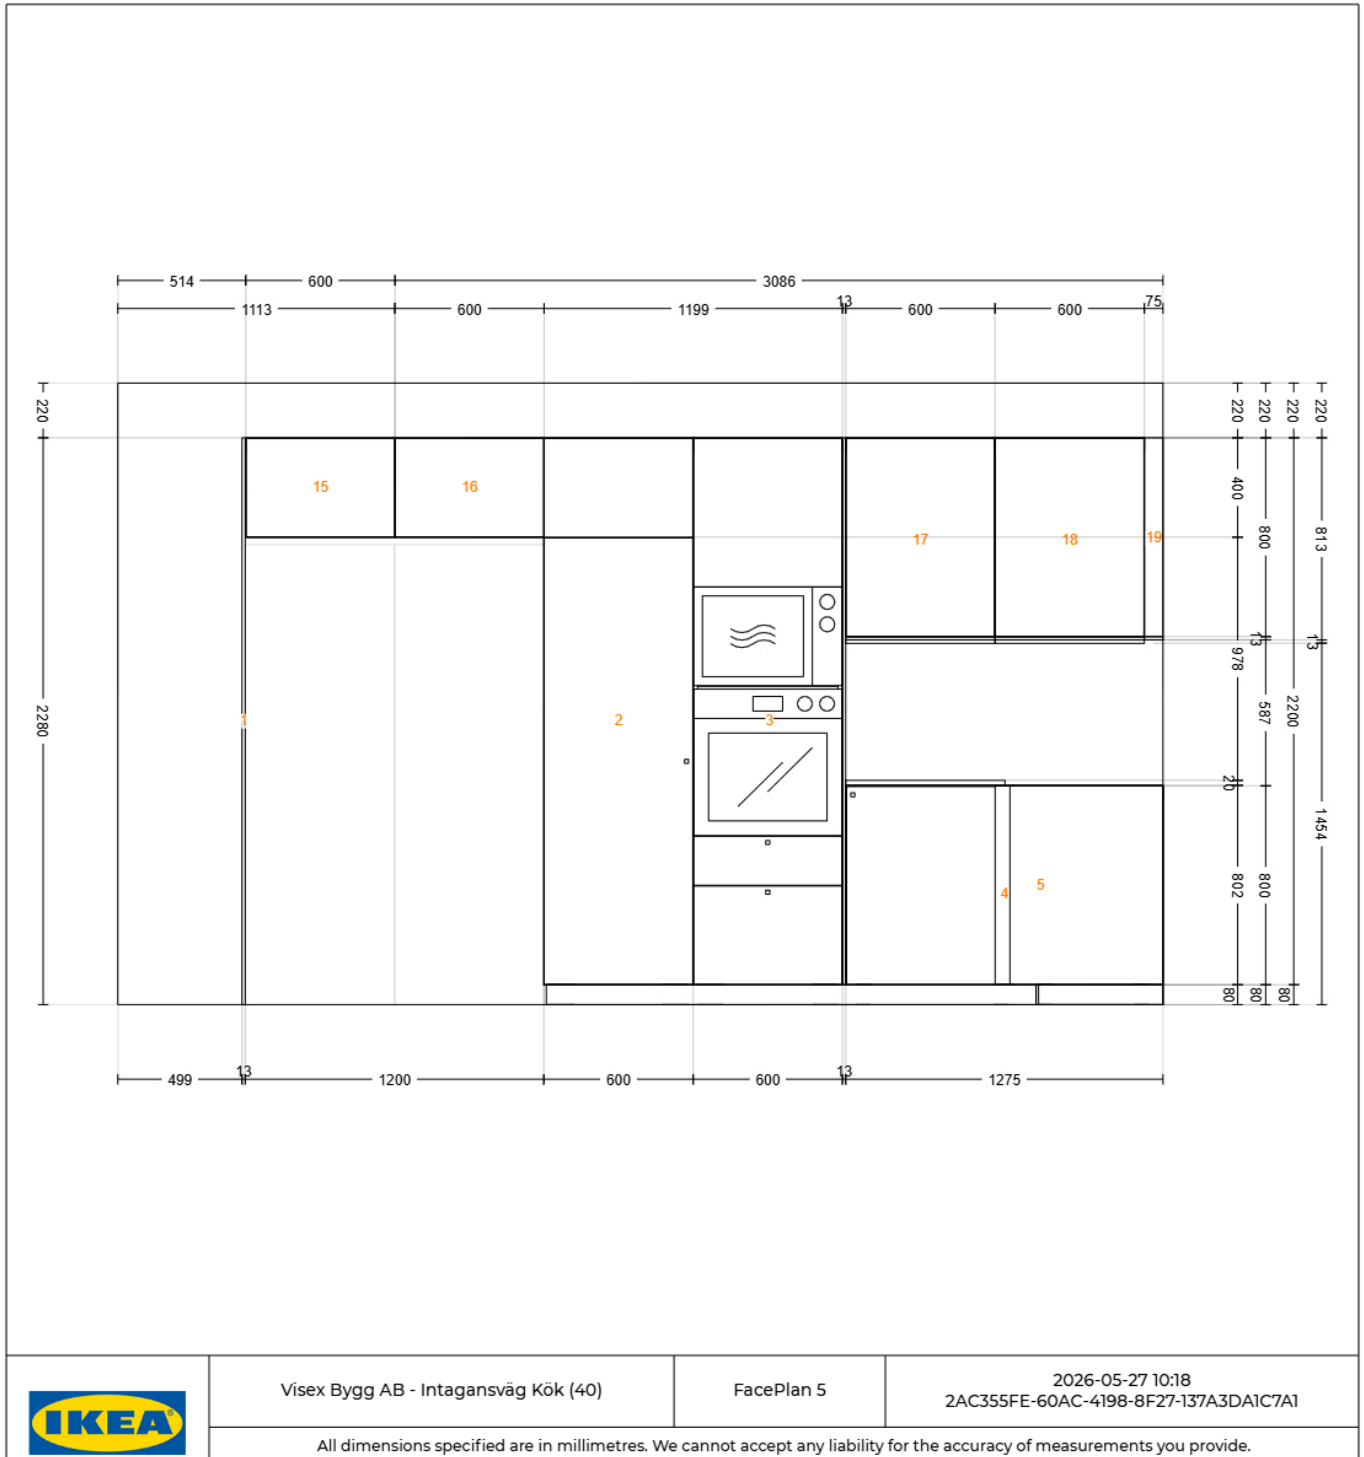 514 600 3086
1113 600 1199 13 600 600 75
220 220 220 220 220
15 16 400
17 18 19 800 813
13 13
978
1 2 3 2280 587 2200
20
1454
4 5 802 800
80 80 80
499 13 1200 600 600 13 1275
Visex Bygg AB - Intagansväg Kök (40)
FacePlan 5
2026-05-27 10:18
2AC355FE-60AC-4198-8F27-137A3DA1C7A1
IKEA
All dimensions specified are in millimetres. We cannot accept any liability for the accuracy of measurements you provide.